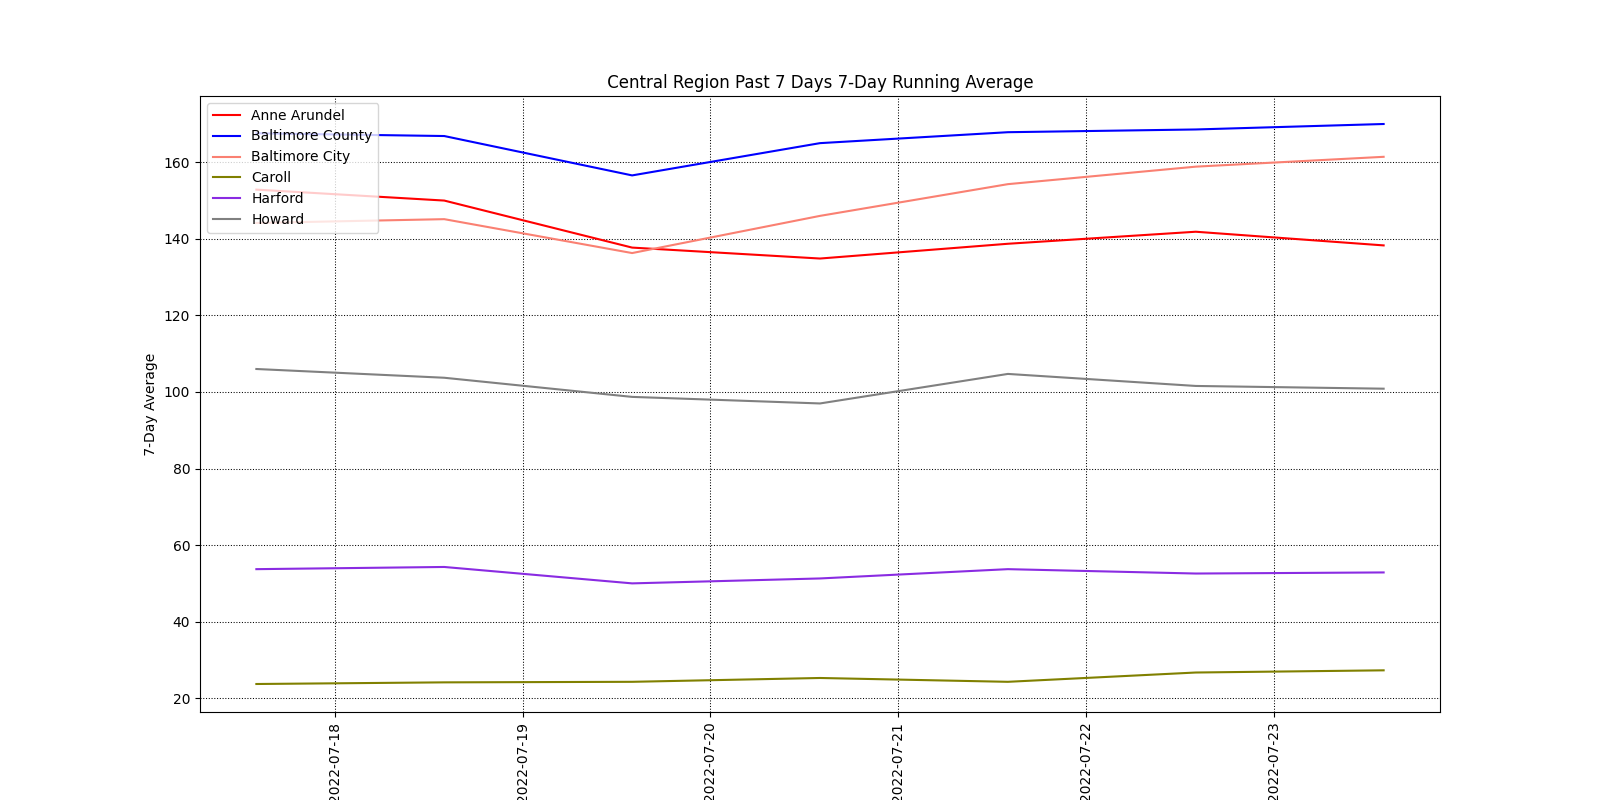 Central Region Past 7 Days 7-Day Running Average
Anne Arundel
Baltimore County
Baltimore City
Caroll
Harford
Howard
7-Day Average
160
140
120
100
80
60
40
20
2022-07-18
2022-07-19
2022-07-20
2022-07-21
2022-07-22
2022-07-23